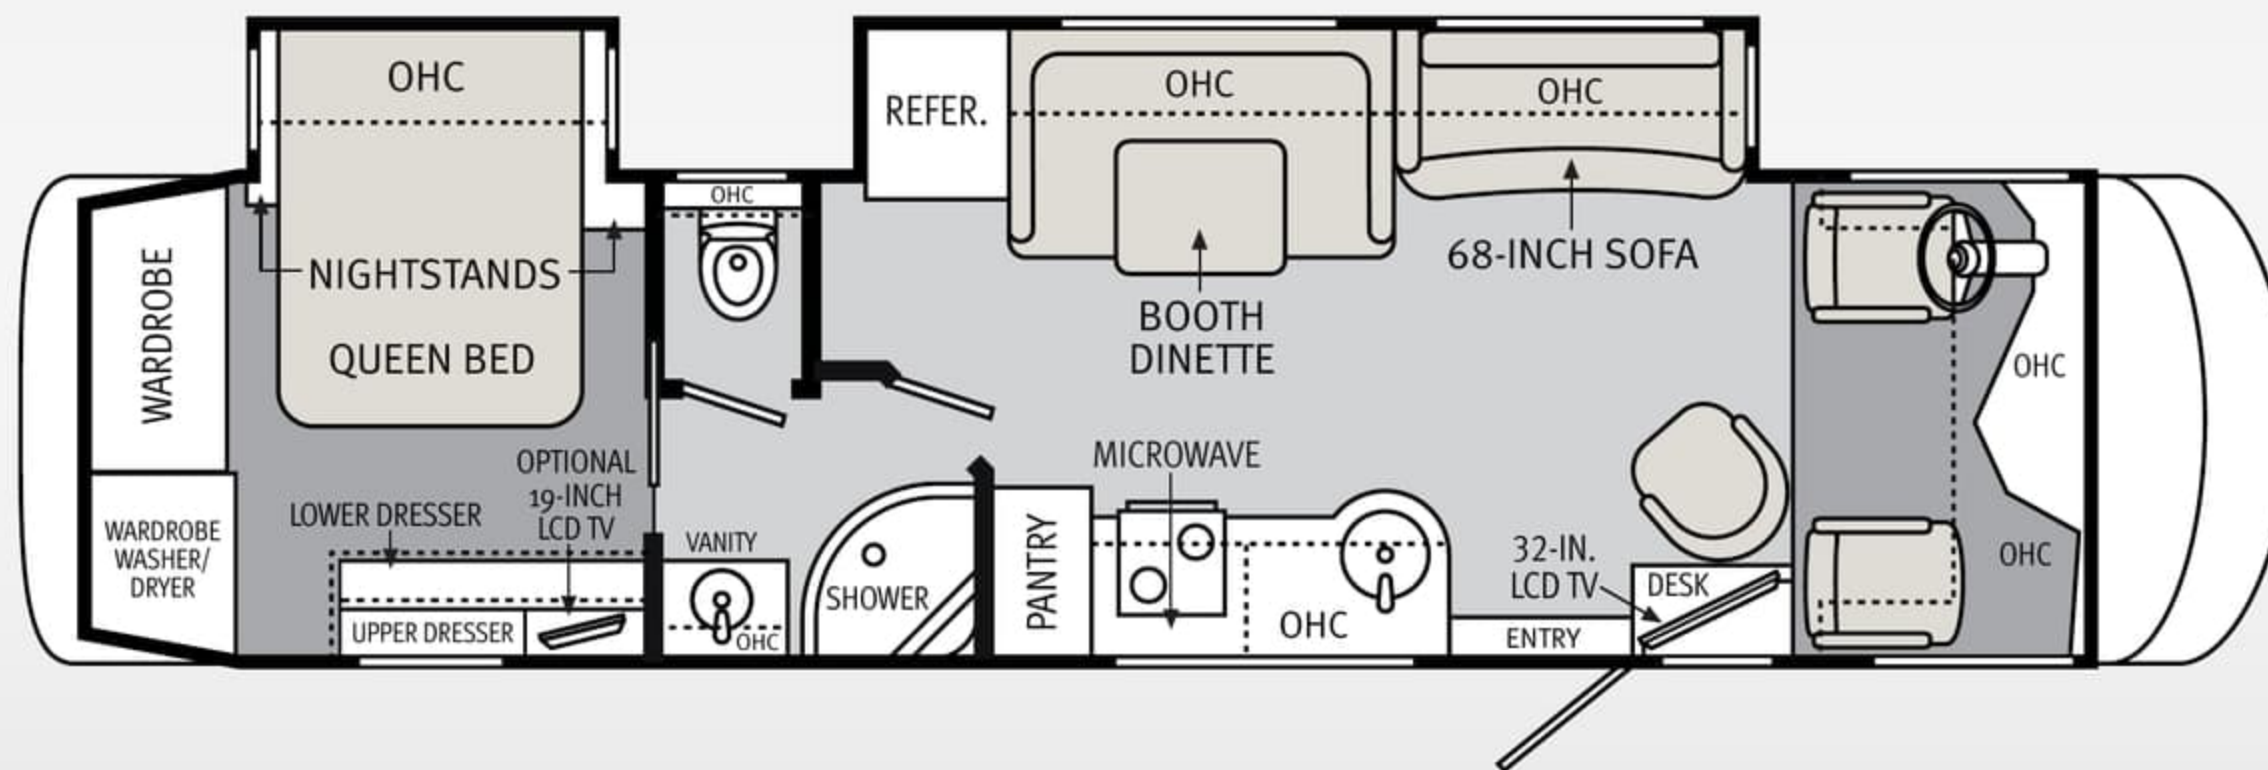 OHC
REFER.
OHC
OHC
OHC
WARDROBE
NIGHTSTANDS
68-INCH SOFA
QUEEN BED
BOOTH
DINETTE
OHC
OPTIONAL
19-INCH
LCD TV
MICROWAVE
LOWER DRESSER
WARDROBE
WASHER/
DRYER
VANITY
SHOWER
PANTRY
32-IN.
LCD TV
DESK
OHC
UPPER DRESSER
OHC
OHC
ENTRY